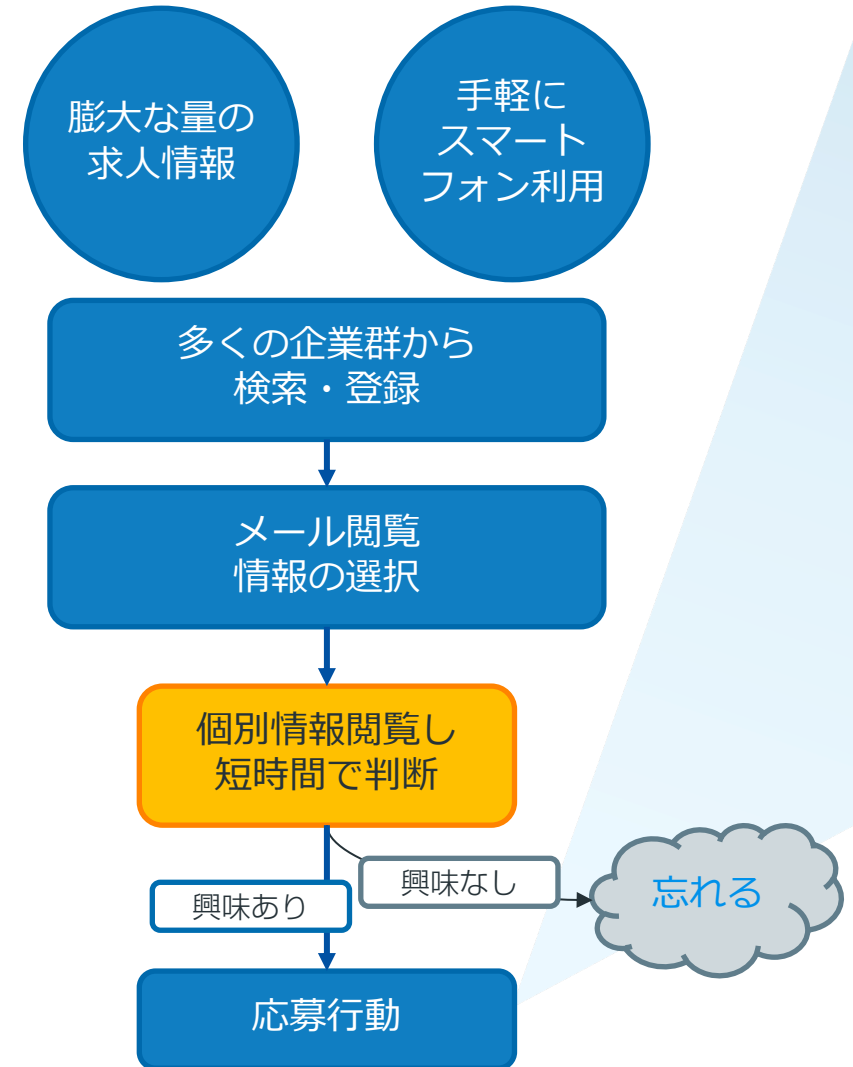 膨大な量の
求人情報
手軽に
スマート
フォン利用
多くの企業群から
検索・登録
メール閲覧
情報の選択
個別情報閲覧し
短時間で判断
興味なし
興味あり
忘れる
応募行動